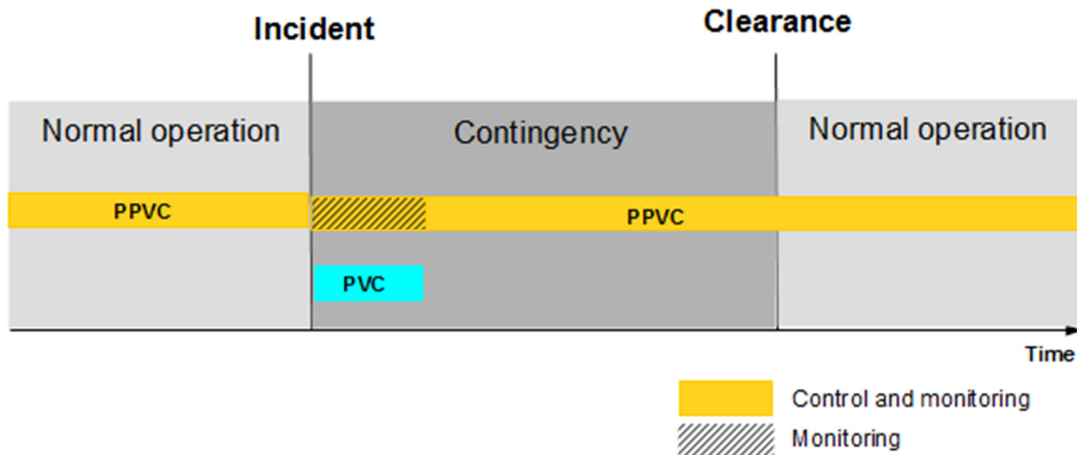 Incident
Clearance
Normal operation
Contingency
Normal operation
PPVC
PPVC
PVC
Time
Control and monitoring
Monitoring